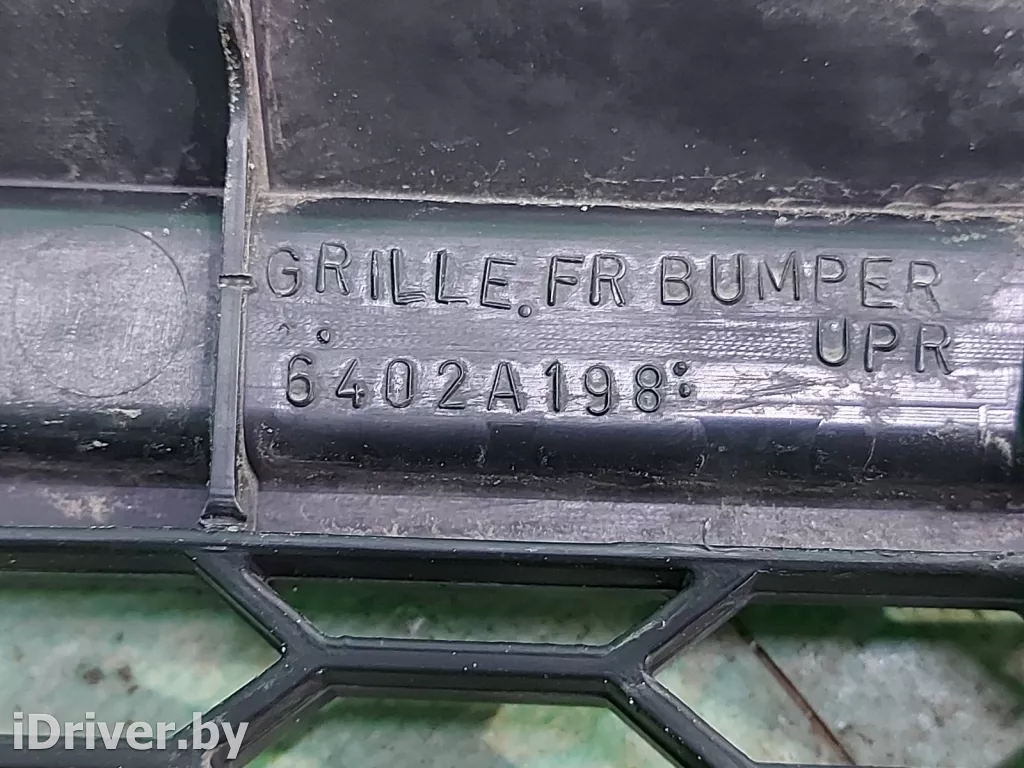 GRILLE.FR BUMPER
UPR
6402A198
iDriver.by